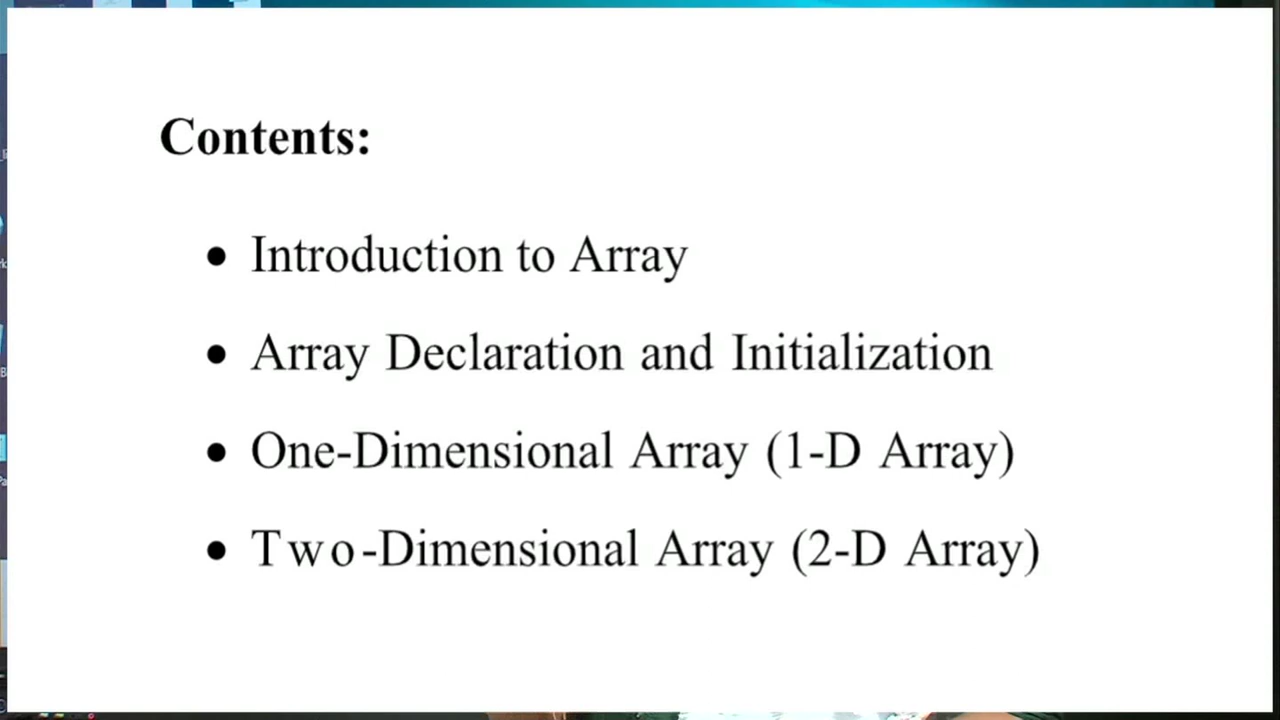 Contents:
• Introduction to Array
• Array Declaration and Initialization
• One-Dimensional Array (1-D Array)
• Two-Dimensional Array (2-D Array)